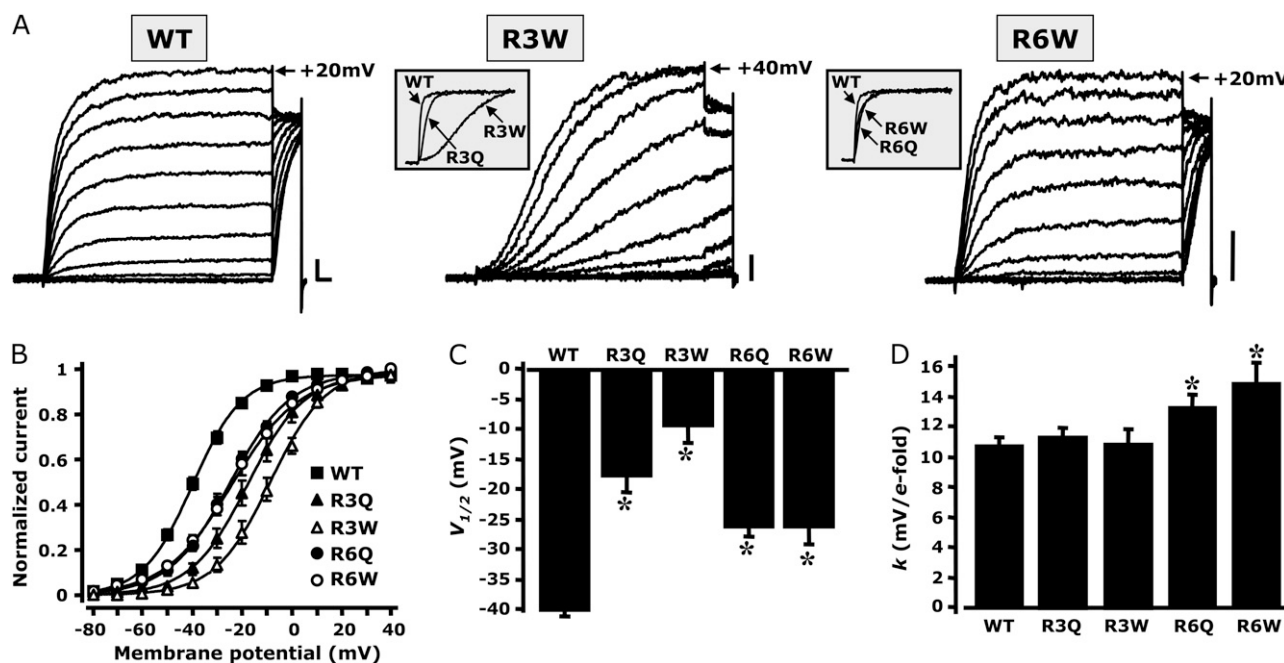 A
WT
R3W
R6W
+20mV
+40mV
+20mV
WT
R3W
R3Q
WT
R6W
R6Q
B
Normalized current
1
0.8
0.6
0.4
0.2
0
WT
R3Q
R3W
R6Q
R6W
-80 -60 -40 -20 0 20 40
Membrane potential (mV)
C
WT R3Q R3W R6Q R6W
V1/2 (mV)
0
-5
-10
-15
-20
-25
-30
-35
-40
*
*
*
*
D
k (mV/e-fold)
16
14
12
10
8
6
4
2
0
*
*
WT R3Q R3W R6Q R6W